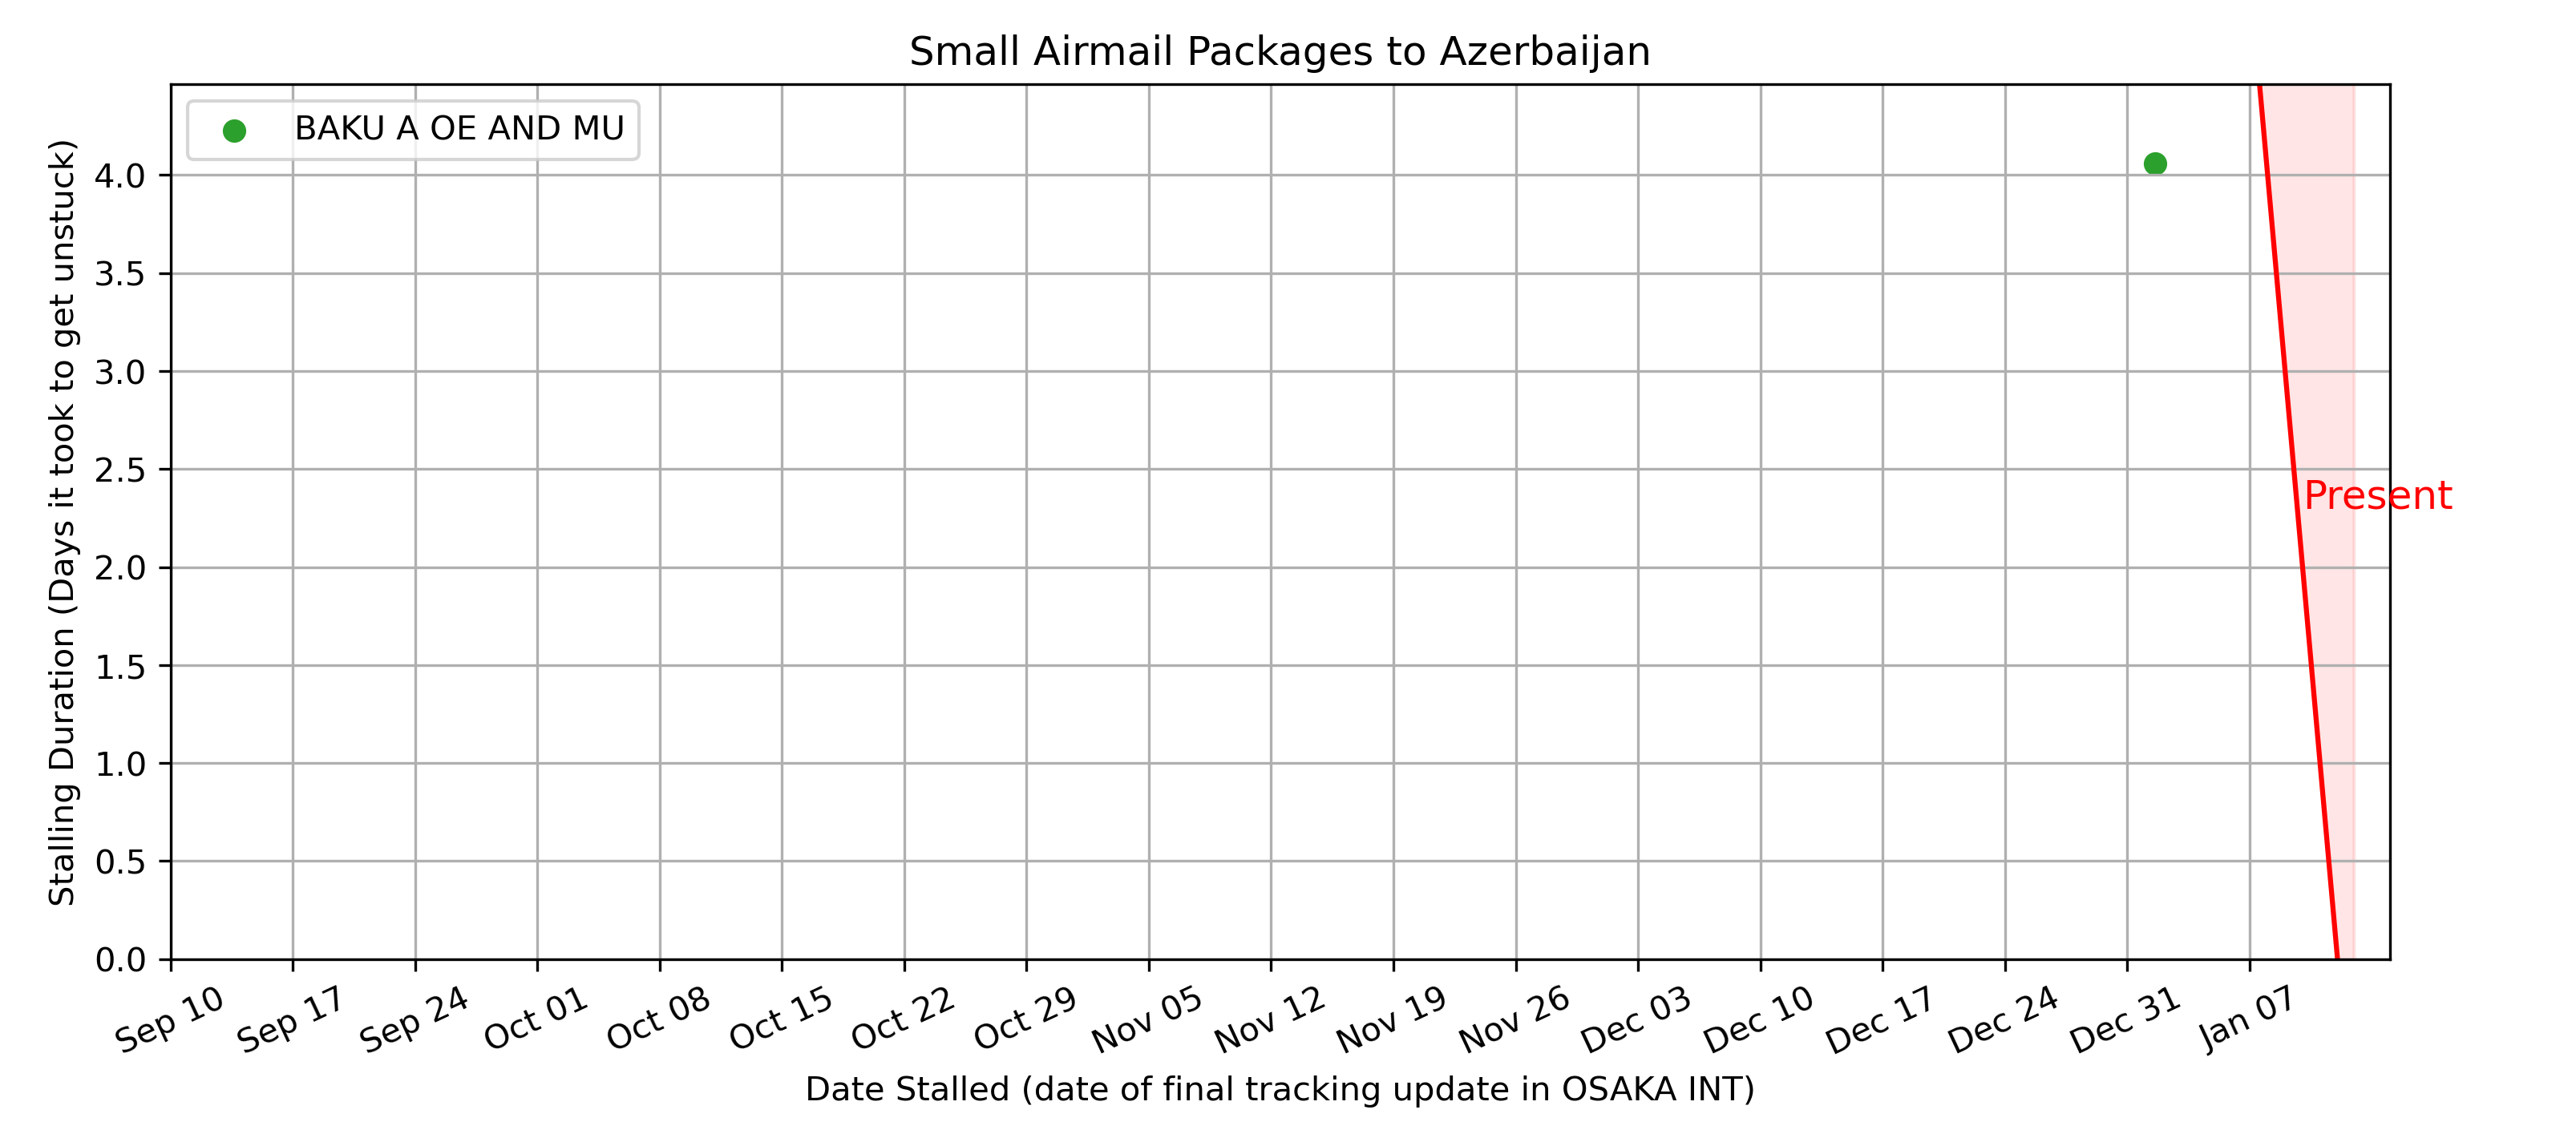 Small Airmail Packages to Azerbaijan
BAKU A OE AND MU
Stalling Duration (Days it took to get unstuck)
4.0
3.5
3.0
2.5
2.0
1.5
1.0
0.5
0.0
Present
Sep 10
Sep 17
Sep 24
Oct 01
Oct 08
Oct 15
Oct 22
Oct 29
Nov 05
Nov 12
Nov 19
Nov 26
Dec 03
Dec 10
Dec 17
Dec 24
Dec 31
Jan 07
Date Stalled (date of final tracking update in OSAKA INT)